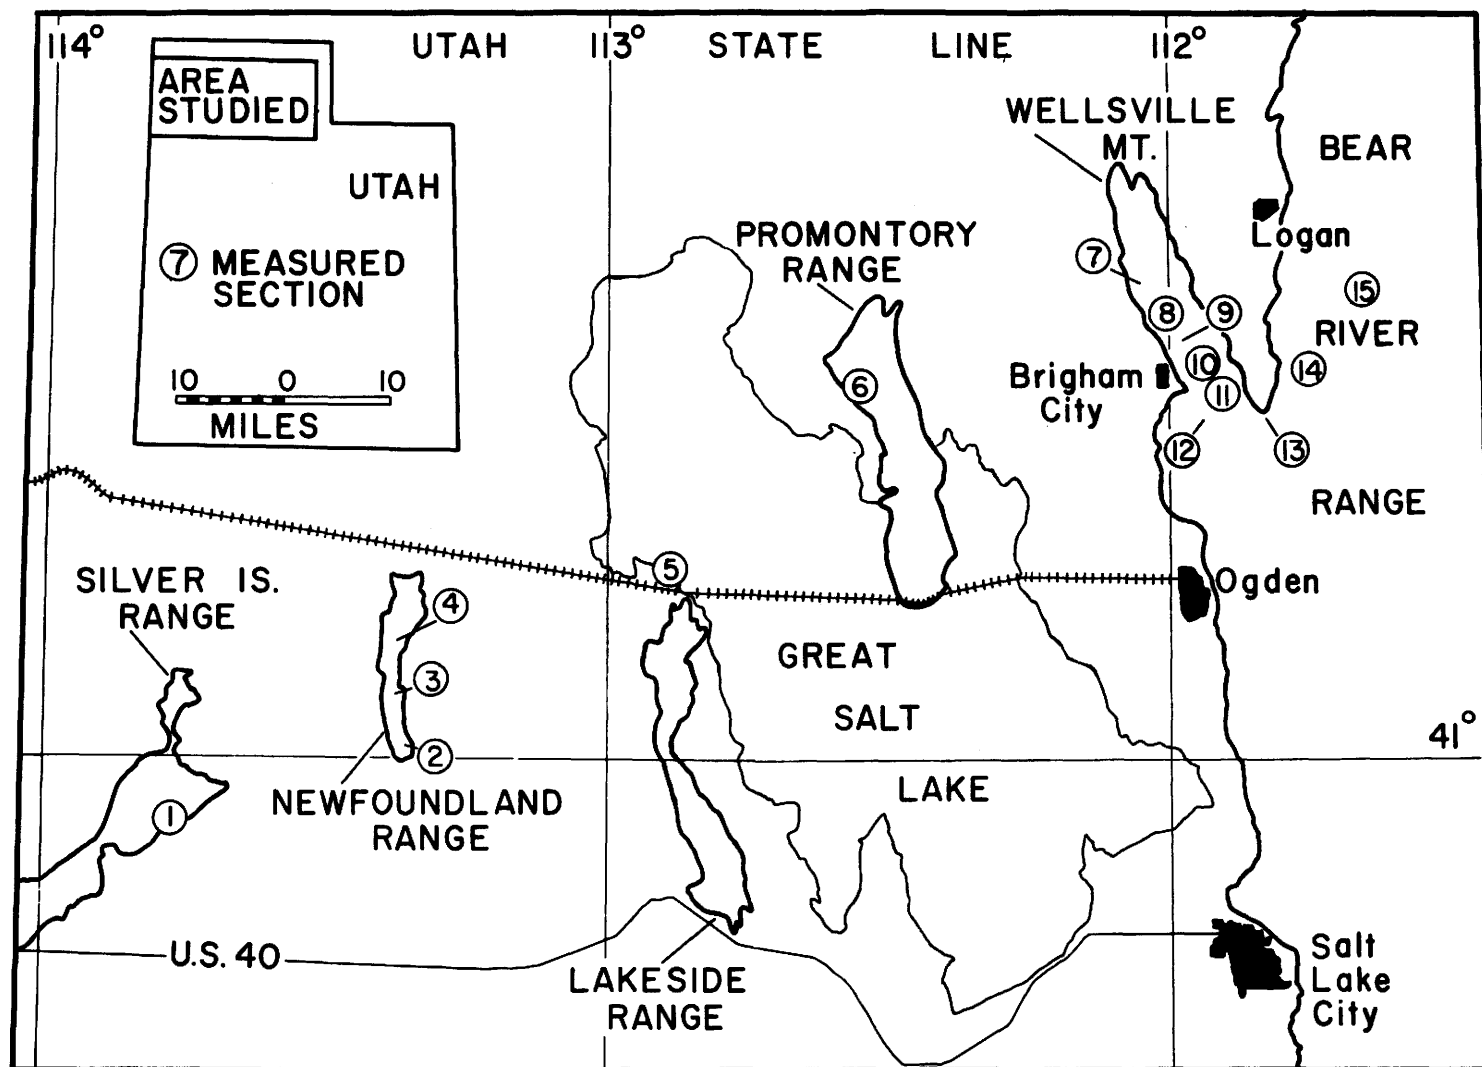 114° UTAH 113° STATE LINE 112°
AREA
STUDIED
UTAH
7 MEASURED
SECTION
10 0 10
MILES
WELLSVILLE
MT.
BEAR
Logan
PROMONTORY
RANGE
7
8
9
15
RIVER
6
Brigham
City
10
11
14
12
13
RANGE
SILVER IS.
RANGE
4
3
2
5
Ogden
GREAT
SALT
LAKE
41°
1
NEWFOUNDLAND
RANGE
U.S. 40
LAKESIDE
RANGE
Salt
Lake
City